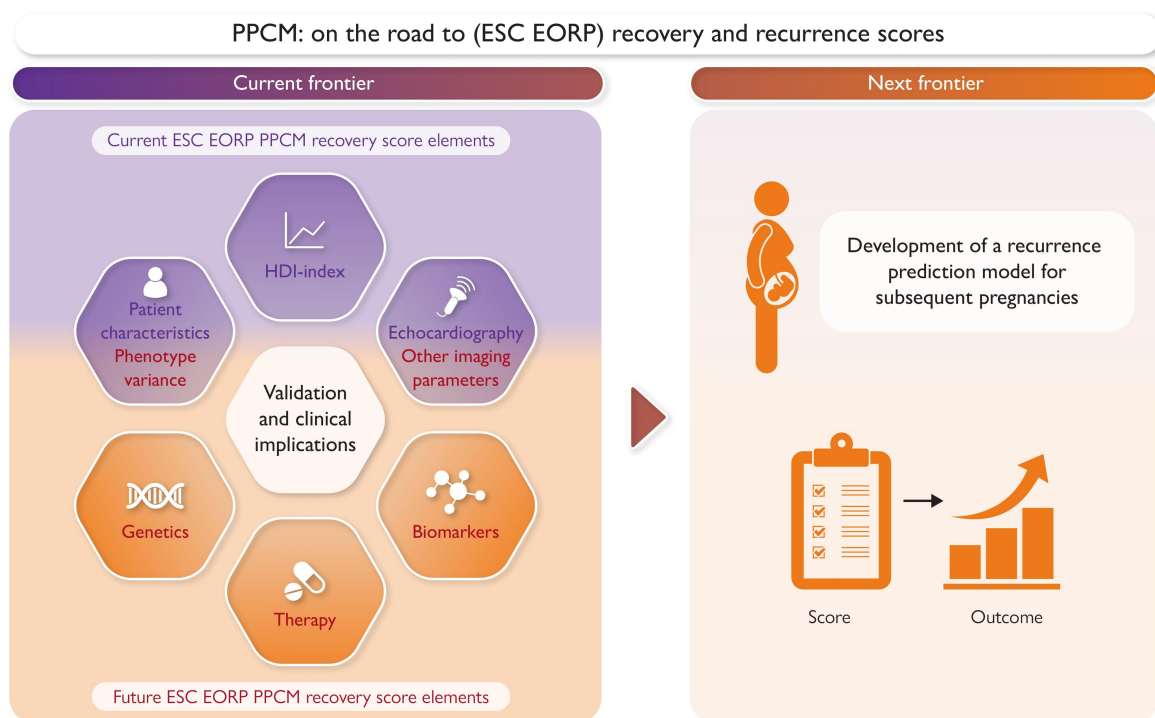 PPCM: on the road to (ESC EORP) recovery and recurrence scores
Current frontier
Current ESC EORP PPCM recovery score elements
HDI-index
Patient
characteristics
Phenotype
variance
Echocardiography
Other imaging
parameters
Validation
and clinical
implications
Genetics
Biomarkers
Therapy
Future ESC EORP PPCM recovery score elements
Next frontier
Development of a recurrence
prediction model for
subsequent pregnancies
Score
Outcome